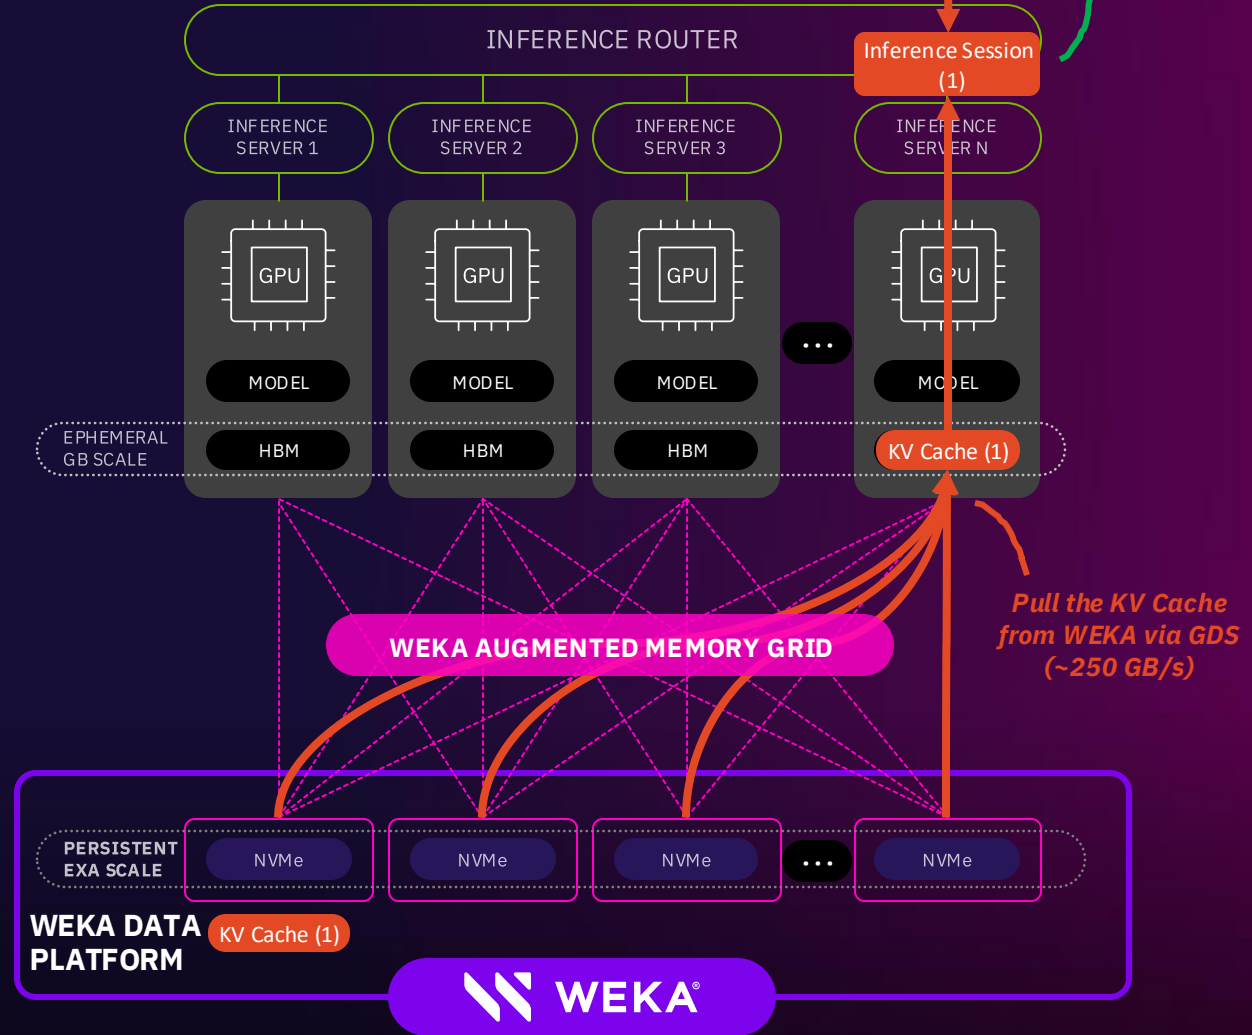 INFERENCE ROUTER
Inference Session
(1)
INFERENCE
SERVER 1
INFERENCE
SERVER 2
INFERENCE
SERVER 3
INFERENCE
SERVER N
GPU
GPU
GPU
GPU
...
MODEL
MODEL
MODEL
MODEL
EPHEMERAL
GB SCALE
HBM
HBM
HBM
KV Cache (1)
Pull the KV Cache
from WEKA via GDS
(~250 GB/s)
WEKA AUGMENTED MEMORY GRID
PERSISTENT
EXA SCALE
NVMe
NVMe
NVMe
...
NVMe
WEKA DATA
PLATFORM
KV Cache (1)
WEKA®